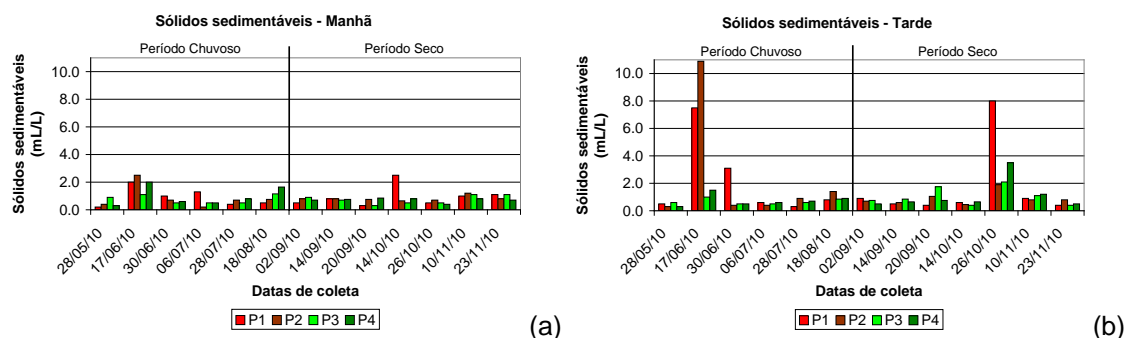 Sólidos sedimentáveis - Manhã
Período Chuvoso
Período Seco
Sólidos sedimentáveis
(mL/L)
10.0
8.0
6.0
4.0
2.0
0.0
28/05/10
17/06/10
30/06/10
06/07/10
28/07/10
18/08/10
02/09/10
14/09/10
20/09/10
14/10/10
26/10/10
10/11/10
23/11/10
Datas de coleta
P1 P2 P3 P4
(a)
Sólidos sedimentáveis - Tarde
Período Chuvoso
Período Seco
Sólidos sedimentáveis
(mL/L)
10.0
8.0
6.0
4.0
2.0
0.0
28/05/10
17/06/10
30/06/10
06/07/10
28/07/10
18/08/10
02/09/10
14/09/10
20/09/10
14/10/10
26/10/10
10/11/10
23/11/10
Datas de coleta
P1 P2 P3 P4
(b)